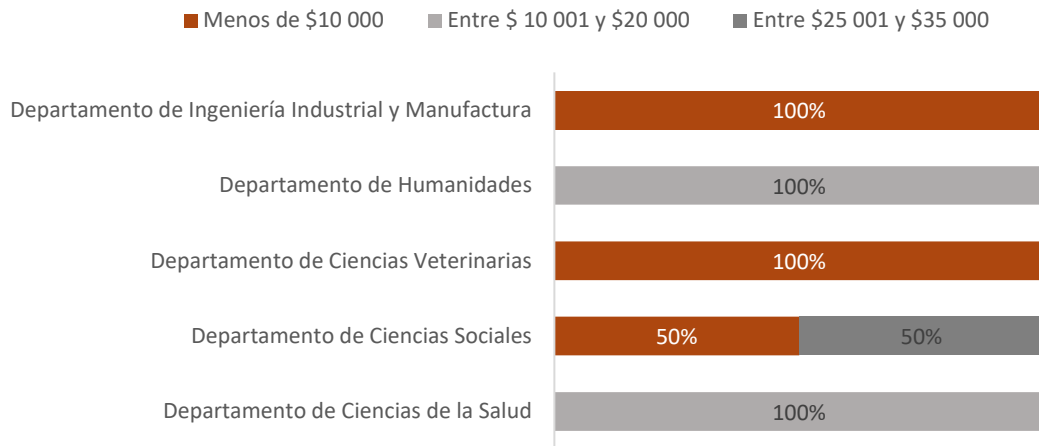 Menos de $10 000 Entre $ 10 001 y $20 000 Entre $25 001 y $35 000
Departamento de Ingeniería Industrial y Manufactura 100%
Departamento de Humanidades 100%
Departamento de Ciencias Veterinarias 100%
Departamento de Ciencias Sociales 50% 50%
Departamento de Ciencias de la Salud 100%